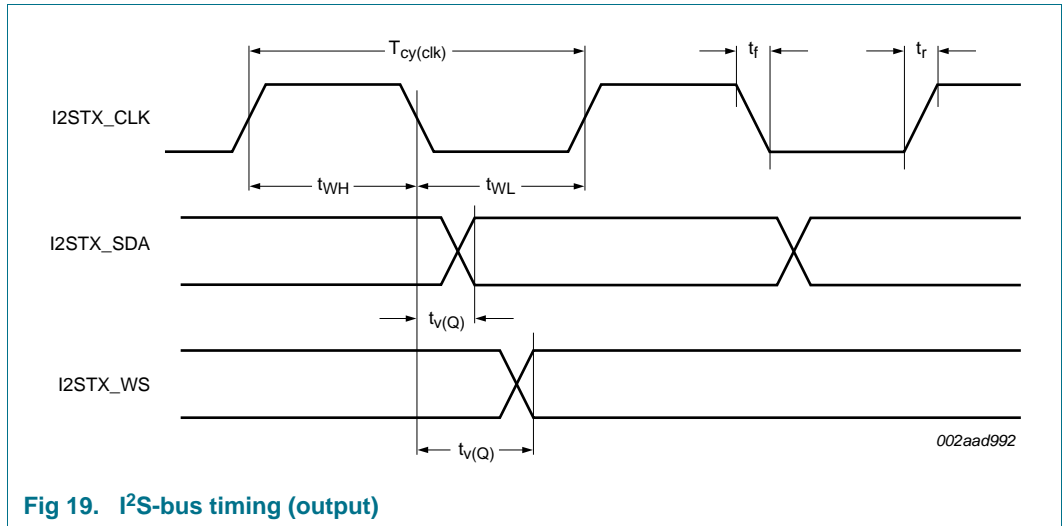 Tcy(clk)
tf
tr
I2STX_CLK
tWH
tWL
I2STX_SDA
tv(Q)
I2STX_WS
tv(Q)
002aad992
Fig 19. I²S-bus timing (output)